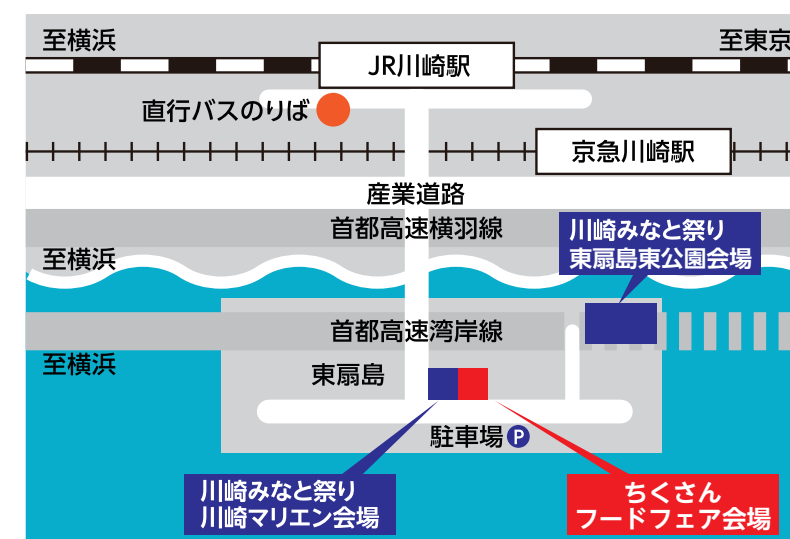 至横浜
至東京
JR川崎駅
直行バスのりば
京急川崎駅
産業道路
首都高速横羽線
川崎みなと祭り
東扇島東公園会場
至横浜
首都高速湾岸線
至横浜
東扇島
駐車場P
川崎みなと祭り
川崎マリエン会場
ちくさん
フードフェア会場